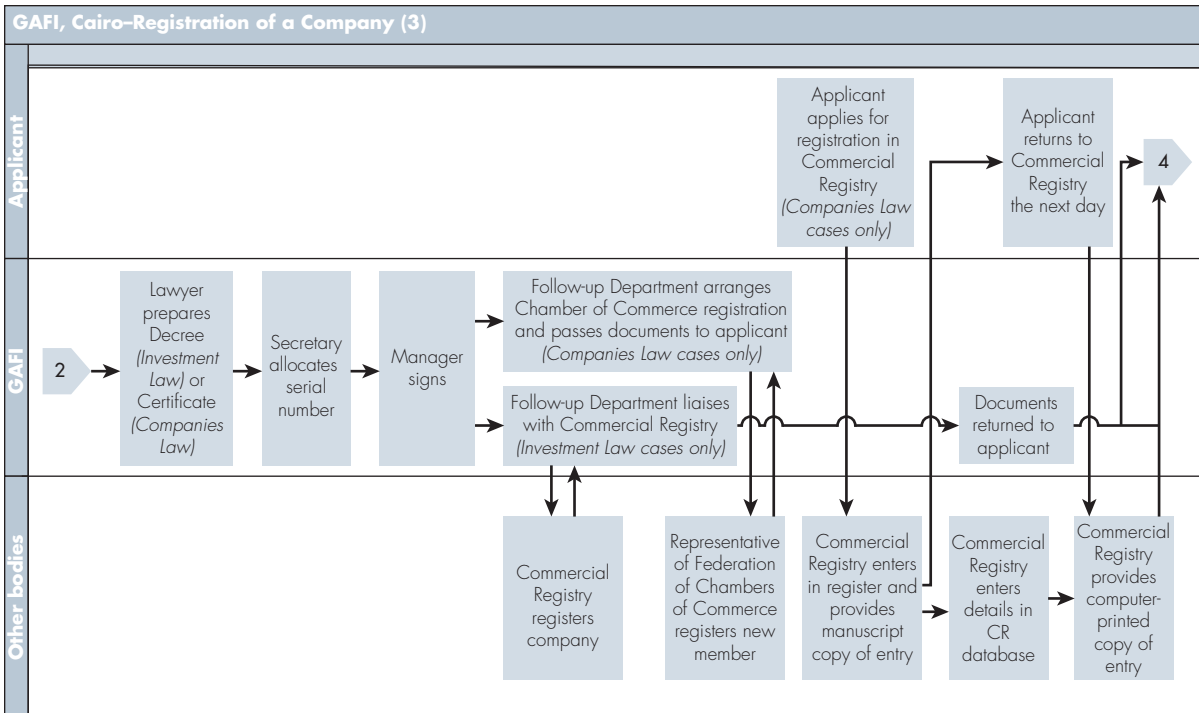 GAFI, Cairo–Registration of a Company (3)
Applicant
Applicant
applies for
registration in
Commercial
Registry
(Companies Law
cases only)
Applicant
returns to
Commercial
Registry
the next day
4
GAFI
2
Lawyer
prepares
Decree
(Investment
Law) or
Certificate
(Companies
Law)
Secretary
allocates
serial
number
Manager
signs
Follow-up Department arranges
Chamber of Commerce registration
and passes documents to applicant
(Companies Law cases only)
Follow-up Department liaises
with Commercial Registry
(Investment Law cases only)
Documents
returned to
applicant
Other bodies
Commercial
Registry
registers
company
Representative
of Federation
of Chambers
of Commerce
registers new
member
Commercial
Registry enters
in register and
provides
manuscript
copy of entry
Commercial
Registry
enters
details in
CR
database
Commercial
Registry
provides
computer-
printed
copy of
entry